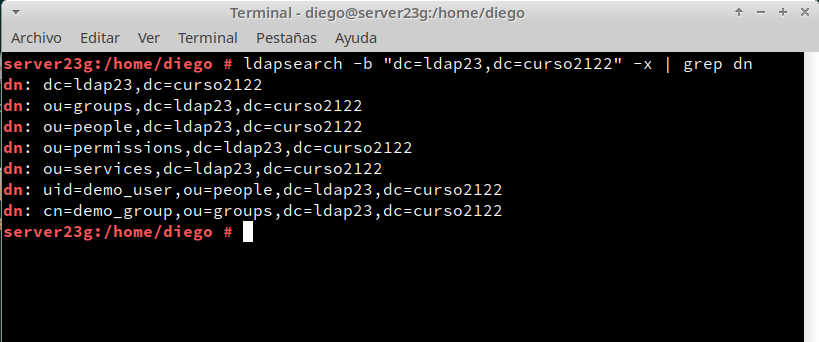 Terminal - diego@server23g:/home/diego
Archivo Editar Ver Terminal Pestañas Ayuda
server23g:/home/diego # ldapsearch -b "dc=ldap23,dc=curso2122" -x | grep dn
dn: dc=ldap23,dc=curso2122
dn: ou=groups,dc=ldap23,dc=curso2122
dn: ou=people,dc=ldap23,dc=curso2122
dn: ou=permissions,dc=ldap23,dc=curso2122
dn: ou=services,dc=ldap23,dc=curso2122
dn: uid=demo_user,ou=people,dc=ldap23,dc=curso2122
dn: cn=demo_group,ou=groups,dc=ldap23,dc=curso2122
server23g:/home/diego #